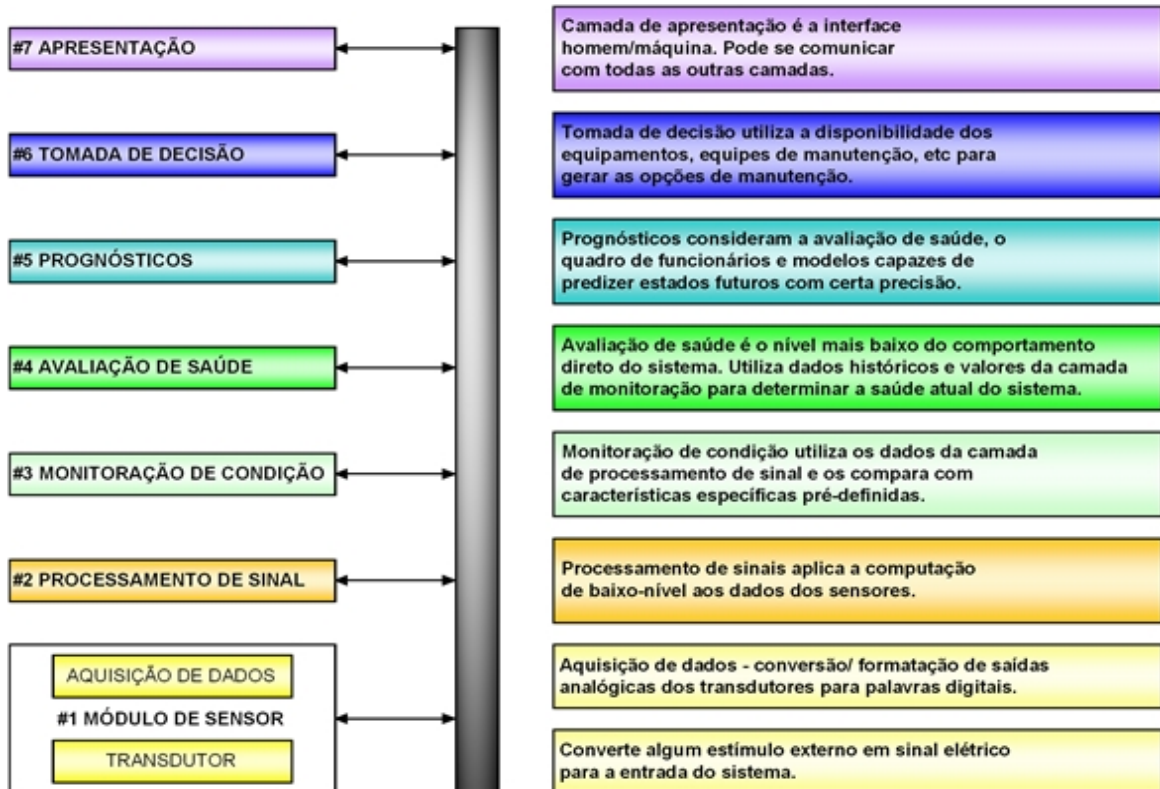 #7 APRESENTAÇÃO
Camada de apresentação é a interface
homem/máquina. Pode se comunicar
com todas as outras camadas.
#6 TOMADA DE DECISÃO
Tomada de decisão utiliza a disponibilidade dos
equipamentos, equipes de manutenção, etc para
gerar as opções de manutenção.
#5 PROGNÓSTICOS
Prognósticos consideram a avaliação de saúde, o
quadro de funcionários e modelos capazes de
predizer estados futuros com certa precisão.
#4 AVALIAÇÃO DE SAÚDE
Avaliação de saúde é o nível mais baixo do comportamento
direto do sistema. Utiliza dados históricos e valores da camada
de monitoração para determinar a saúde atual do sistema.
#3 MONITORAÇÃO DE CONDIÇÃO
Monitoração de condição utiliza os dados da camada
de processamento de sinal e os compara com
características específicas pré-definidas.
#2 PROCESSAMENTO DE SINAL
Processamento de sinais aplica a computação
de baixo-nível aos dados dos sensores.
AQUISIÇÃO DE DADOS
#1 MÓDULO DE SENSOR
TRANSDUTOR
Aquisição de dados - conversão/ formatação de saídas
analógicas dos transdutores para palavras digitais.
Converte algum estímulo externo em sinal elétrico
para a entrada do sistema.